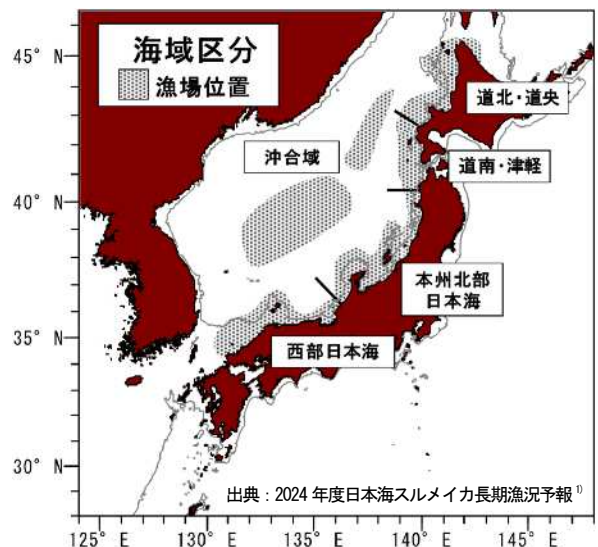 海域区分
漁場位置
道北・道央
沖合域
道南・津軽
本州北部
日本海
西部日本海
出典：2024 年度日本海スルメイカ長期漁況予報1)
45° N
40° N
35° N
30° N
125° E
130° E
135° E
140° E
145° E